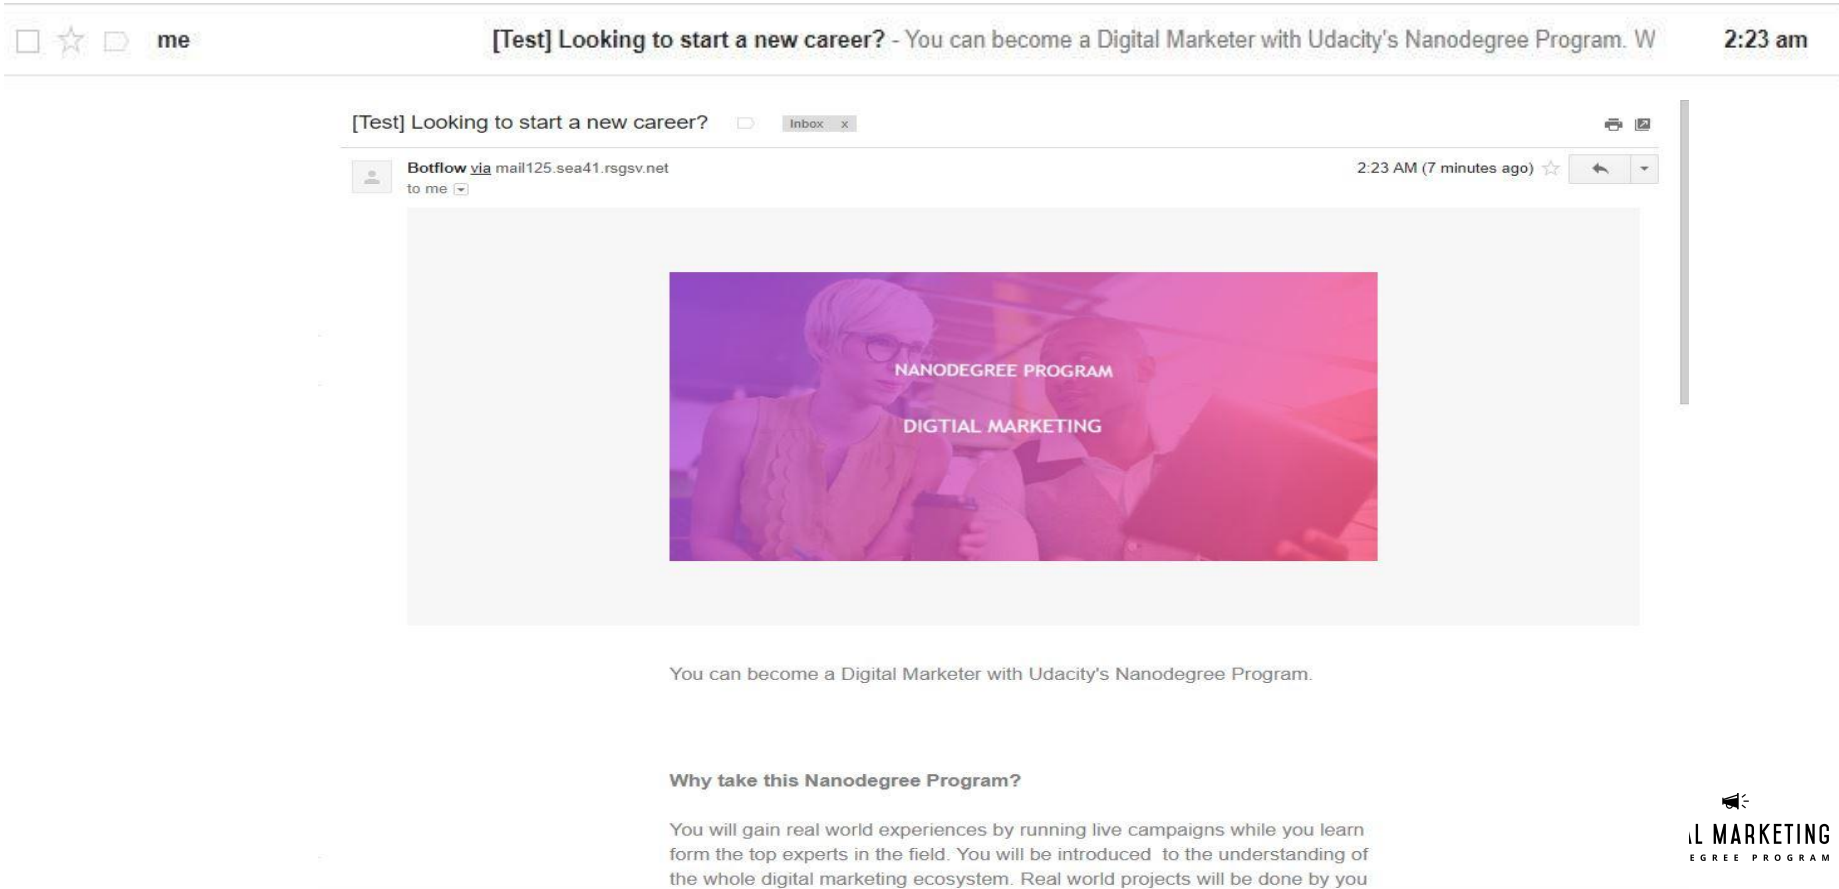 me [Test] Looking to start a new career? - You can become a Digital Marketer with Udacity's Nanodegree Program. W 2:23 am
[Test] Looking to start a new career? Inbox x
Botflow via mail125.sea41.rsgsv.net 2:23 AM (7 minutes ago)
to me
NANODEGREE PROGRAM
DIGTIAL MARKETING
You can become a Digital Marketer with Udacity's Nanodegree Program.
Why take this Nanodegree Program?
You will gain real world experiences by running live campaigns while you learn
form the top experts in the field. You will be introduced to the understanding of
the whole digital marketing ecosystem. Real world projects will be done by you
L MARKETING
EGREE PROGRAM